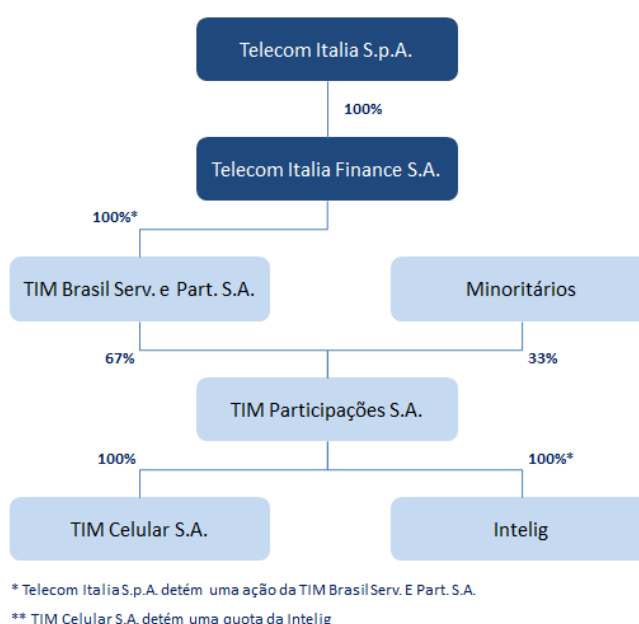 Telecom Italia S.p.A.
100%
Telecom Italia Finance S.A.
100%*
TIM Brasil Serv. e Part. S.A.
Minoritários
67%
33%
TIM Participações S.A.
100%
100%*
TIM Celular S.A.
Intelig
* Telecom Italia S.p.A. detém uma ação da TIM Brasil Serv. E Part. S.A.
** TIM Celular S.A. detém uma quota da Intelig